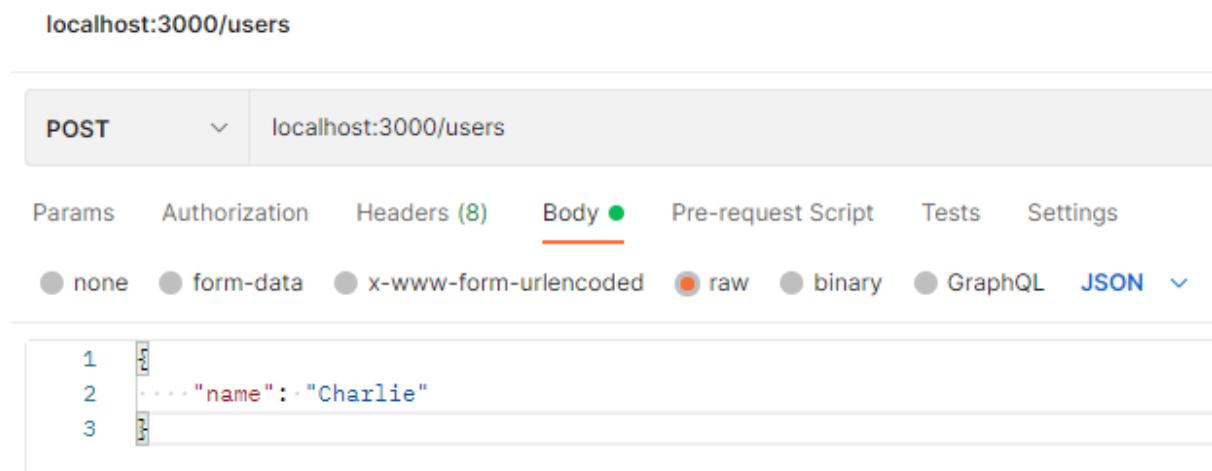 localhost:3000/users
POST localhost:3000/users
Params Authorization Headers (8) Body Pre-request Script Tests Settings
none form-data x-www-form-urlencoded raw binary GraphQL JSON
1 {
2 "name": "Charlie"
3 }